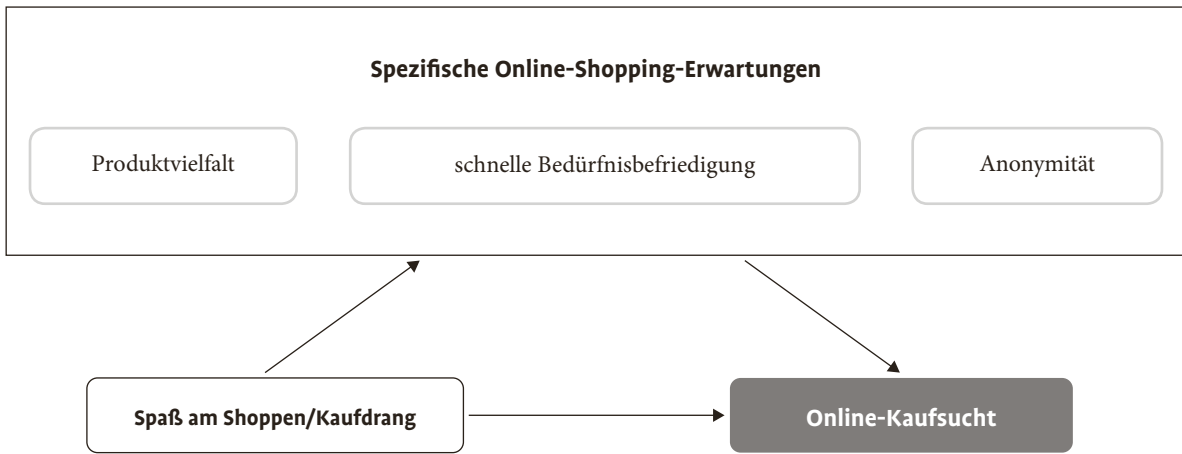 Spezifische Online-Shopping-Erwartungen
Produktvielfalt
schnelle Bedürfnisbefriedigung
Anonymität
Spaß am Shoppen/Kaufdrang
Online-Kaufsucht